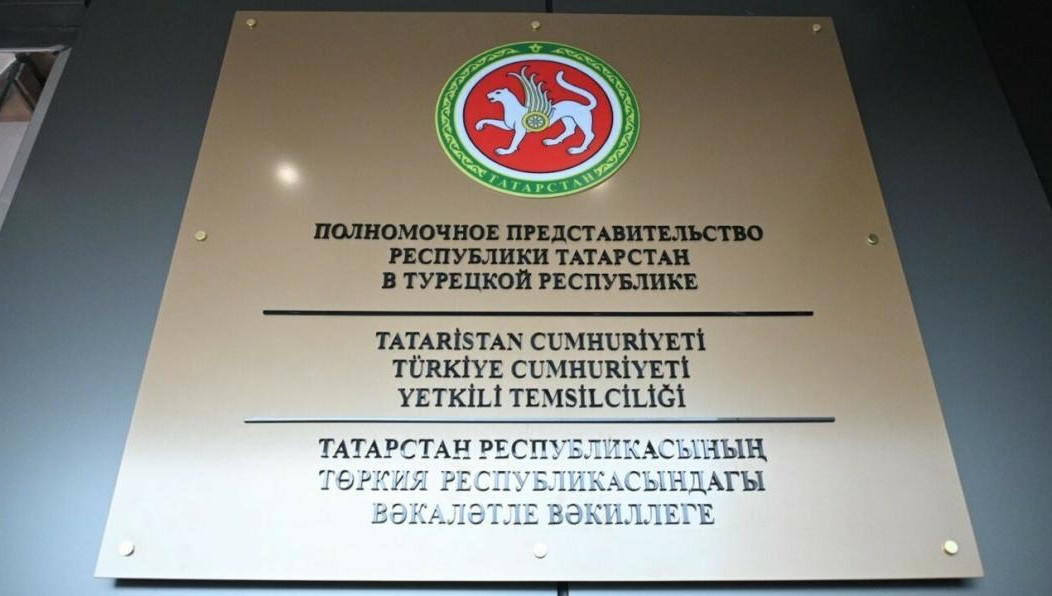 ТАТАРСТАН
ПОЛНОМОЧНОЕ ПРЕДСТАВИТЕЛЬСТВО
РЕСПУБЛИКИ ТАТАРСТАН
В ТУРЕЦКОЙ РЕСПУБЛИКЕ
TATARİSTAN CUMHURİYETİ
TÜRKİYE CUMHURİYETİ
YETKİLİ TEMSİLCİLİĞİ
ТАТАРСТАН РЕСПУБЛИКАСЫНЫҢ
ТӨРКИЯ РЕСПУБЛИКАСЫНДАГЫ
ВӘКАЛӘТЛЕ ВӘКИЛЛЕГЕ